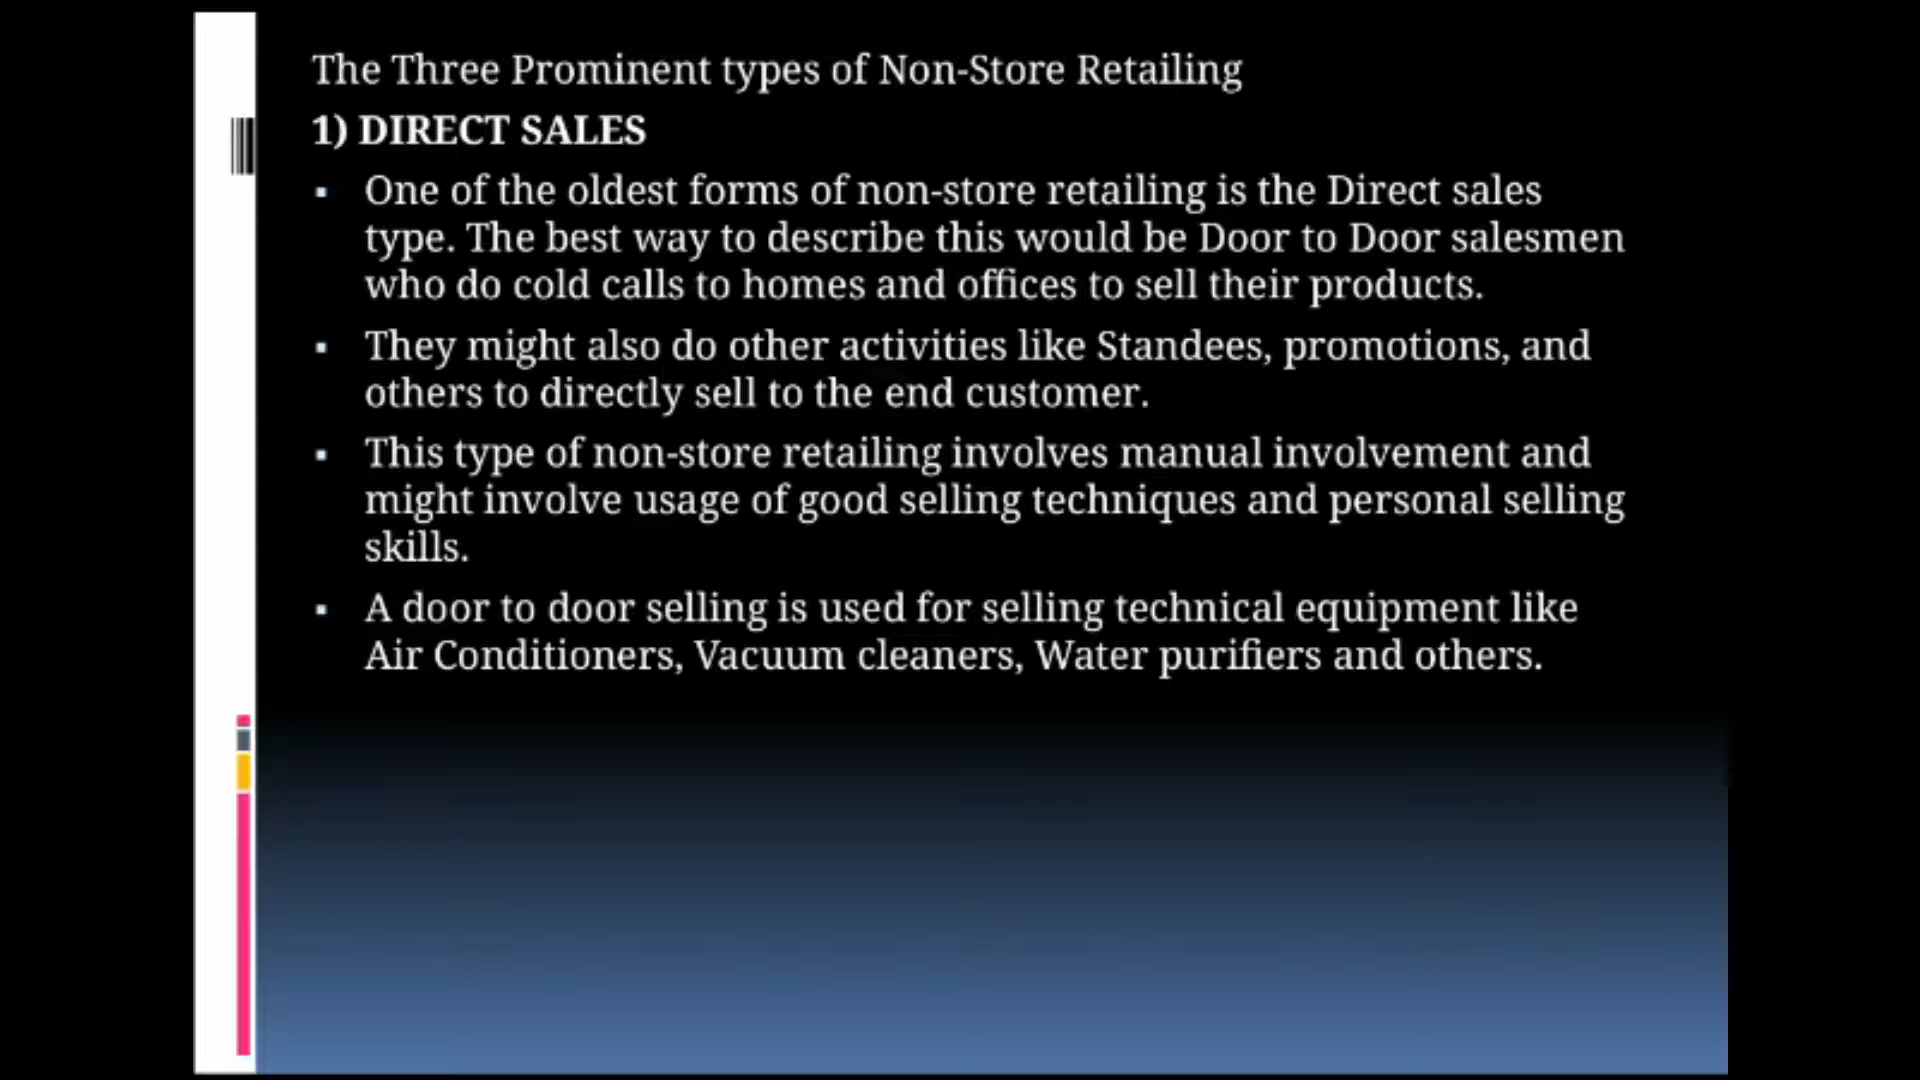 The Three Prominent types of Non-Store Retailing
1) DIRECT SALES
▪ One of the oldest forms of non-store retailing is the Direct sales
type. The best way to describe this would be Door to Door salesmen
who do cold calls to homes and offices to sell their products.
▪ They might also do other activities like Standees, promotions, and
others to directly sell to the end customer.
▪ This type of non-store retailing involves manual involvement and
might involve usage of good selling techniques and personal selling
skills.
▪ A door to door selling is used for selling technical equipment like
Air Conditioners, Vacuum cleaners, Water purifiers and others.